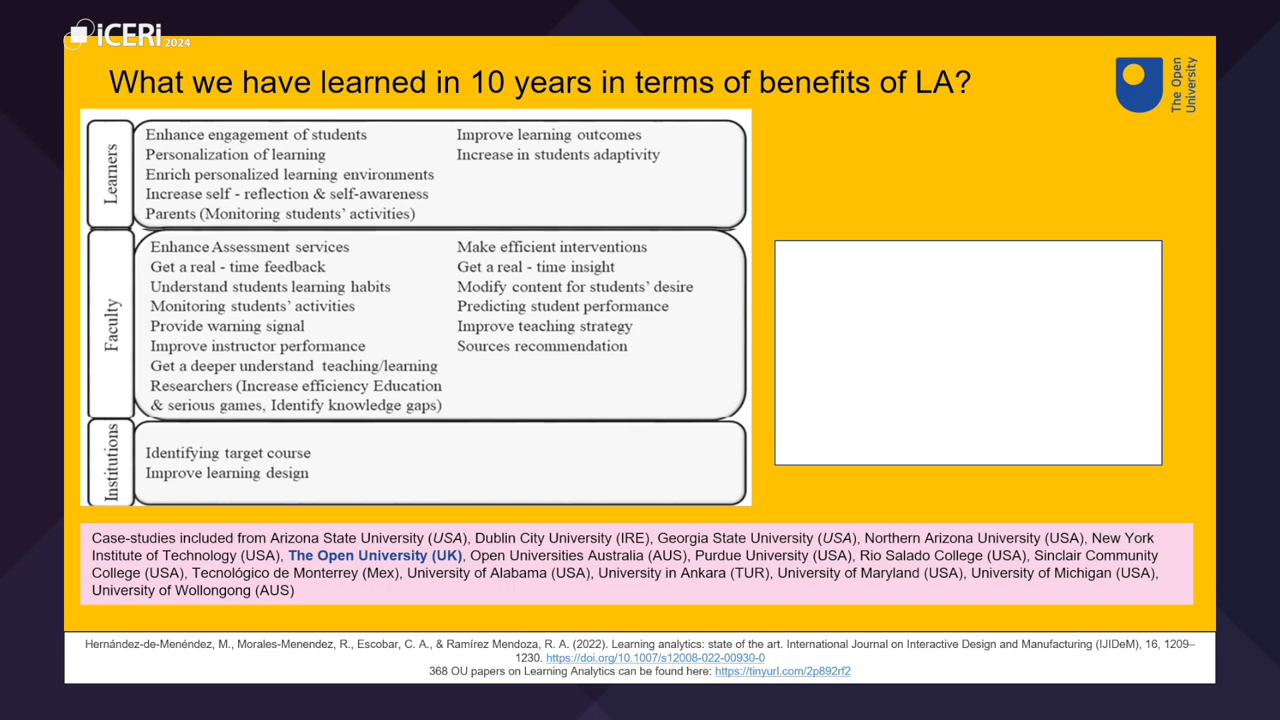 iCERi 2024
What we have learned in 10 years in terms of benefits of LA?
The Open
University
Learners
Enhance engagement of students
Personalization of learning
Enrich personalized learning environments
Increase self - reflection & self-awareness
Parents (Monitoring students’ activities)
Improve learning outcomes
Increase in students adaptivity
Faculty
Enhance Assessment services
Get a real - time feedback
Understand students learning habits
Monitoring students’ activities
Provide warning signal
Improve instructor performance
Get a deeper understand teaching/learning
Researchers (Increase efficiency Education
& serious games, Identify knowledge gaps)
Make efficient interventions
Get a real - time insight
Modify content for students’ desire
Predicting student performance
Improve teaching strategy
Sources recommendation
Institutions
Identifying target course
Improve learning design
Case-studies included from Arizona State University (USA), Dublin City University (IRE), Georgia State University (USA), Northern Arizona University (USA), New York
Institute of Technology (USA), The Open University (UK), Open Universities Australia (AUS), Purdue University (USA), Rio Salado College (USA), Sinclair Community
College (USA), Tecnológico de Monterrey (Mex), University of Alabama (USA), University in Ankara (TUR), University of Maryland (USA), University of Michigan (USA),
University of Wollongong (AUS)
Hernández-de-Menéndez, M., Morales-Menendez, R., Escobar, C. A., & Ramírez Mendoza, R. A. (2022). Learning analytics: state of the art. International Journal on Interactive Design and Manufacturing (IJIDeM), 16, 1209–
1230. https://doi.org/10.1007/s12008-022-00930-0
368 OU papers on Learning Analytics can be found here: https://tinyurl.com/2p892rf2